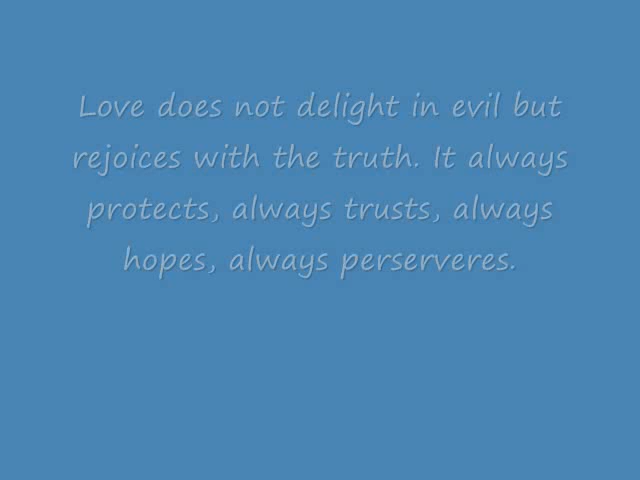 Love does not delight in evil but
rejoices with the truth. It always
protects, always trusts, always
hopes, always perserveres.